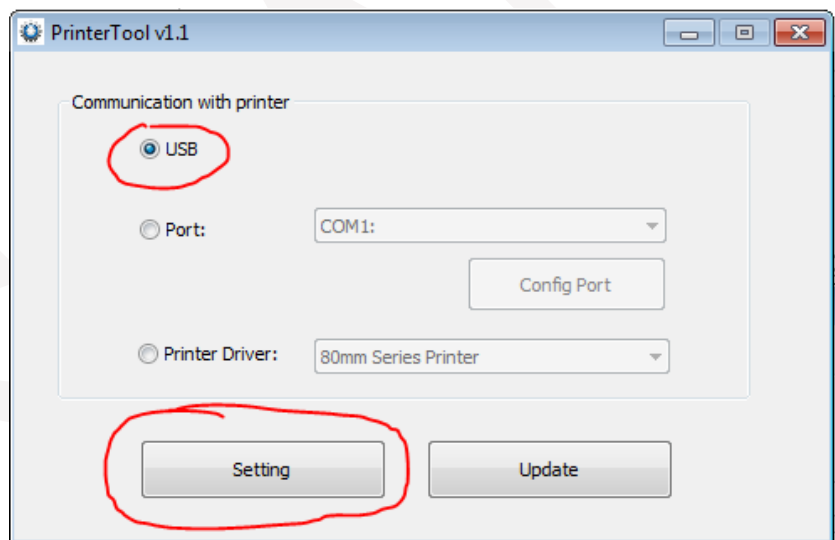 PrinterTool v1.1
Communication with printer
USB
Port: COM1:
Config Port
Printer Driver: 80mm Series Printer
Setting Update